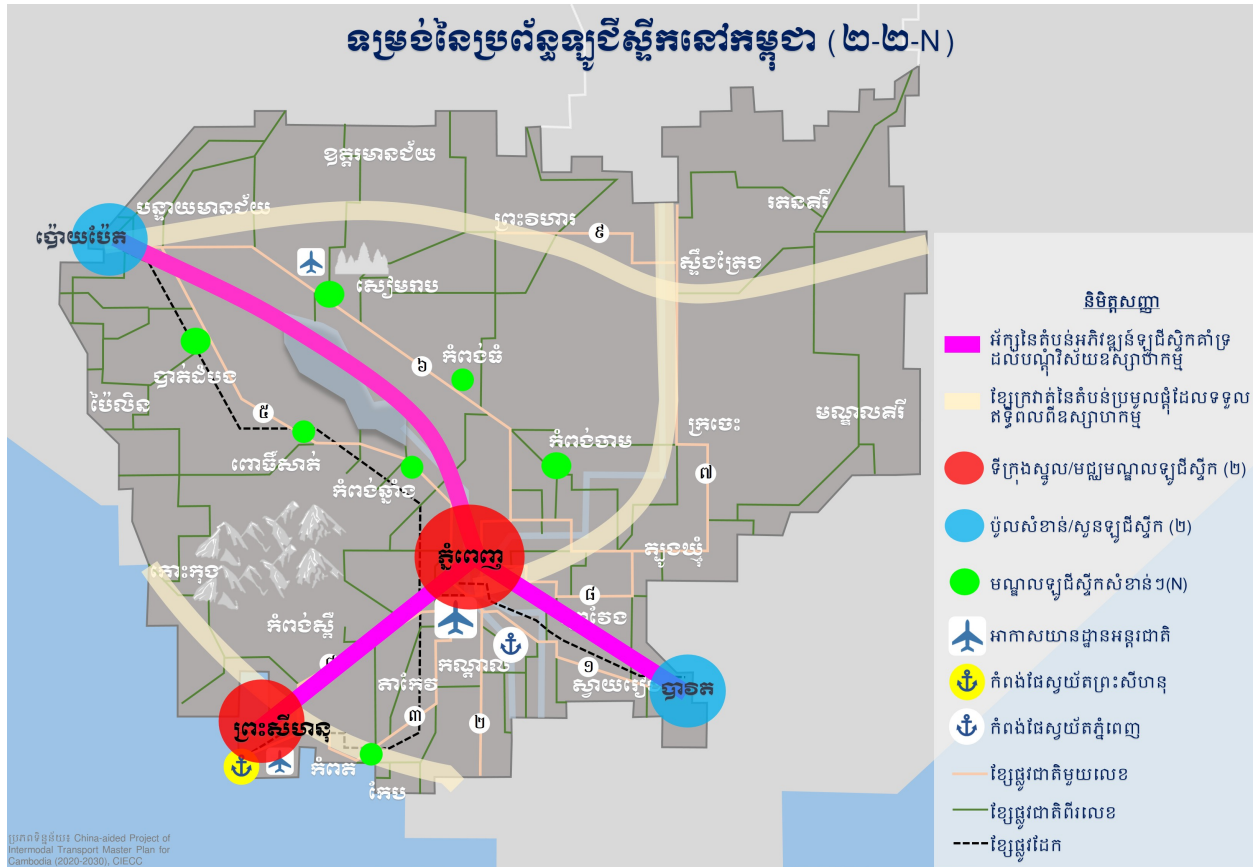 ទម្រង់នៃប្រព័ន្ធឡូជីស្ទីកនៅកម្ពុជា (២-២-N)
ឧត្តរមានជ័យ
បន្ទាយមានជ័យ
ព្រះវិហារ
រតនគិរី
ប៉ោយប៉ែត
៩
ស្ទឹងត្រែង
សៀមរាប
៦
កំពង់ធំ
បាត់ដំបង
ប៉ៃលិន
៥
មណ្ឌលគិរី
ក្រចេះ
ពោធិ៍សាត់
កំពង់ចាម
កំពង់ឆ្នាំង
៧
ភ្នំពេញ
ត្បូងឃ្មុំ
កោះកុង
៨
កំពង់ស្ពឺ
កណ្តាល
១
តាកែវ
បាវិត
៣
២
ព្រះសីហនុ
កំពត
កែប
និមិត្តសញ្ញា
អ័ក្សនៃតំបន់អភិវឌ្ឍន៍ឡូជីស្ទិកគាំទ្រ
ដល់បណ្តុំវិស័យឧស្សាហកម្ម
ខ្សែក្រវាត់នៃតំបន់ប្រមូលផ្តុំដែលទទួល
ឥទ្ធិពលពីឧស្សាហកម្ម
ទីក្រុងស្នូល/មជ្ឈមណ្ឌលឡូជីស្ទីក (២)
ប៉ូលសំខាន់/សួនឡូជីស្ទីក (២)
មណ្ឌលឡូជីស្ទីកសំខាន់ៗ(N)
អាកាសយានដ្ឋានអន្តរជាតិ
កំពង់ផែស្វយ័តព្រះសីហនុ
កំពង់ផែស្វយ័តភ្នំពេញ
ខ្សែផ្លូវជាតិមួយលេខ
ខ្សែផ្លូវជាតិពីរលេខ
ខ្សែផ្លូវដែក
ប្រភពទិន្នន័យ៖ China-aided Project of
Intermodal Transport Master Plan for
Cambodia (2020-2030), CIECC